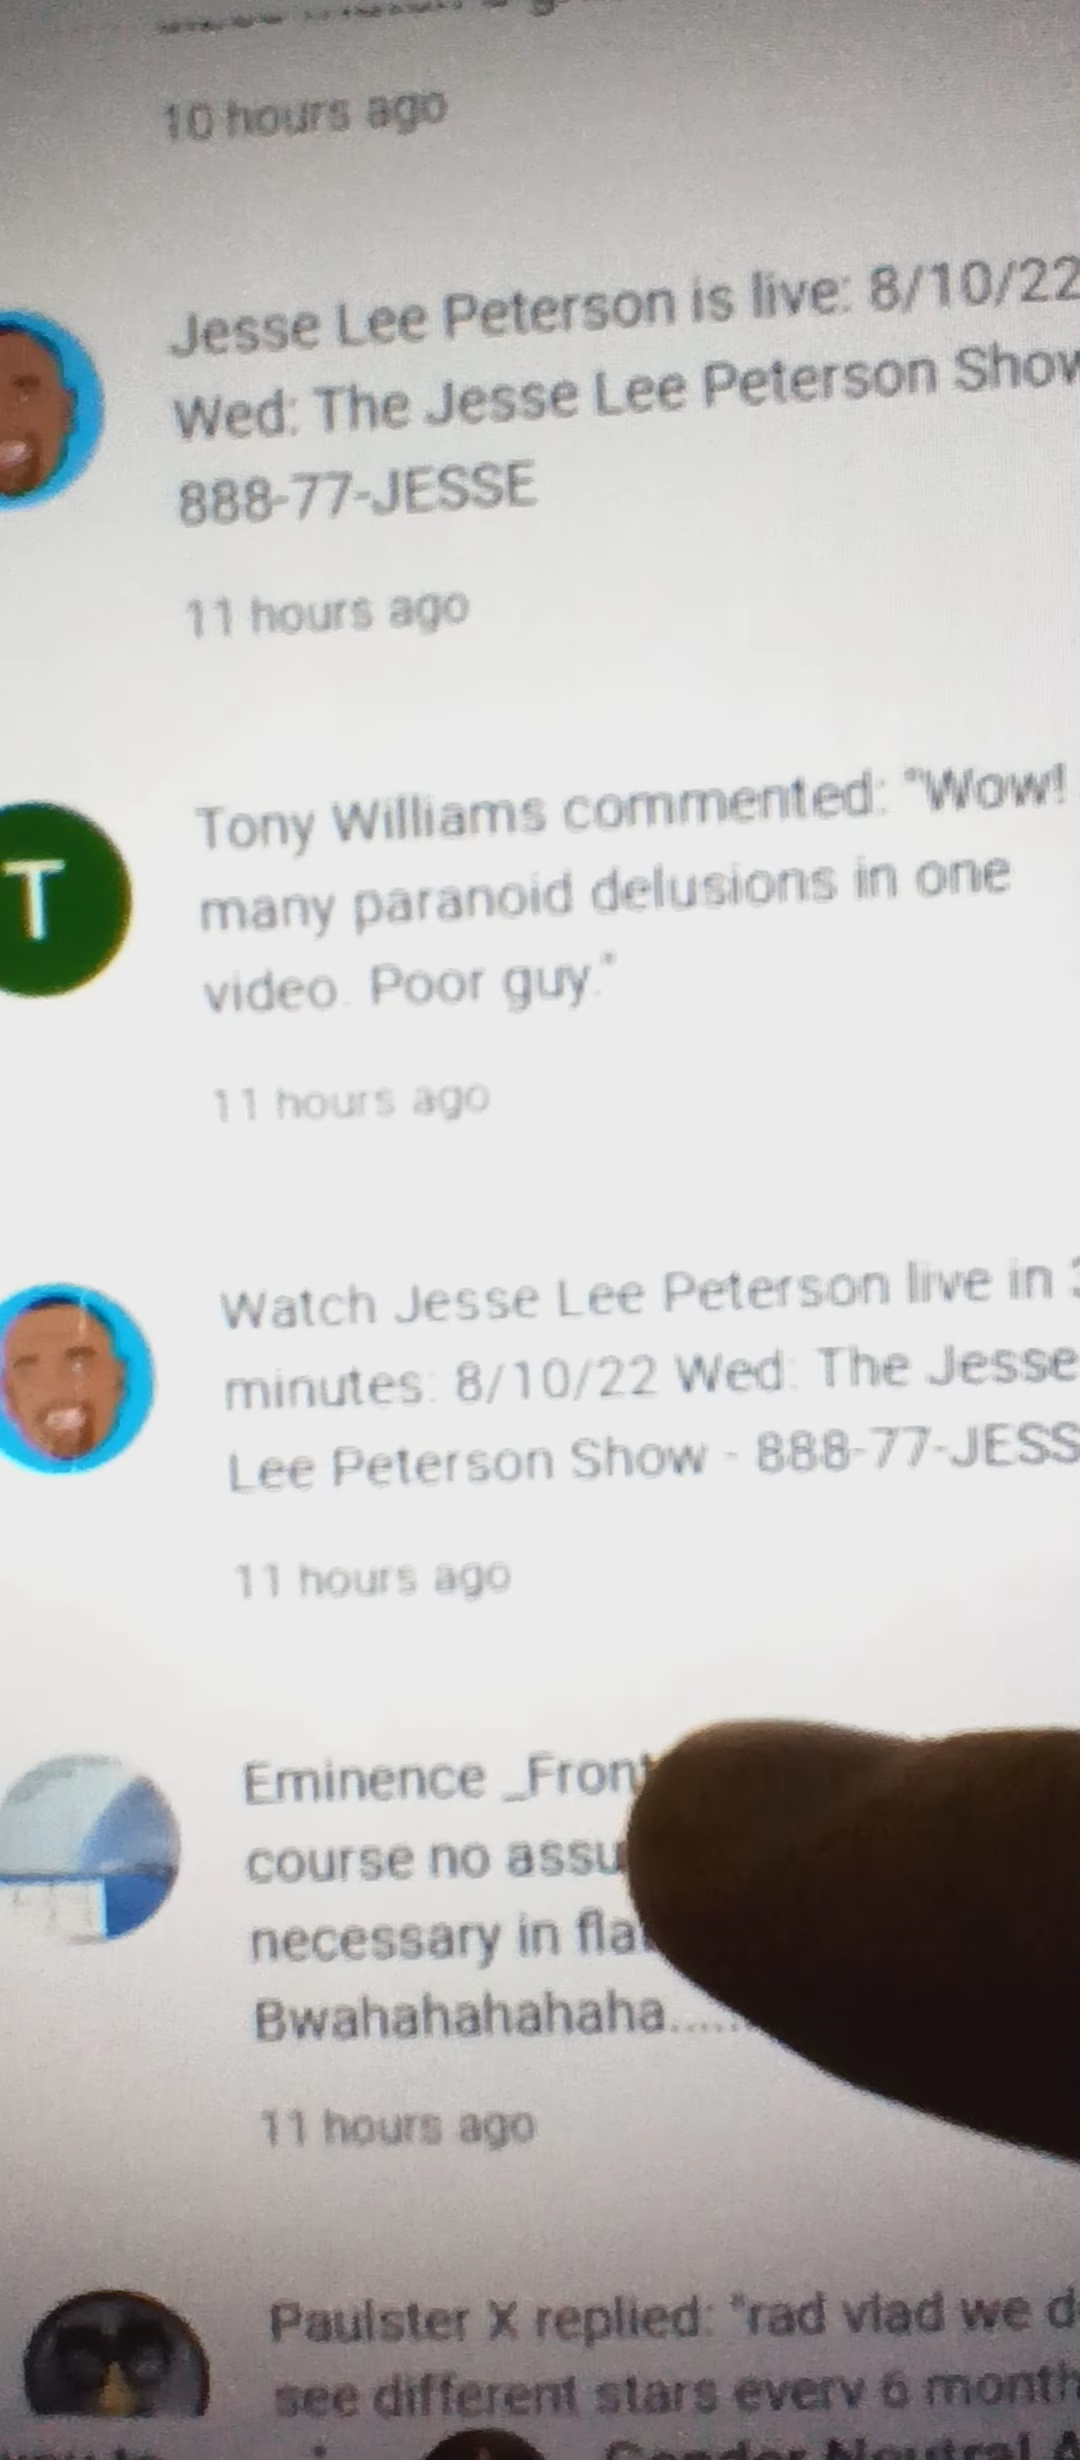 10 hours ago
Jesse Lee Peterson is live: 8/10/22
Wed: The Jesse Lee Peterson Show
888-77-JESSE
11 hours ago
Tony Williams commented: "Wow!
many paranoid delusions in one
video. Poor guy."
11 hours ago
T
Watch Jesse Lee Peterson live in
minutes: 8/10/22 Wed: The Jesse
Lee Peterson Show - 888-77-JESS
11 hours ago
Eminence _Front
course no assu
necessary in fla
Bwahahahahaha......
11 hours ago
Paulster X replied: "rad vlad we d
see different stars every 6 month
Gender Neutral A